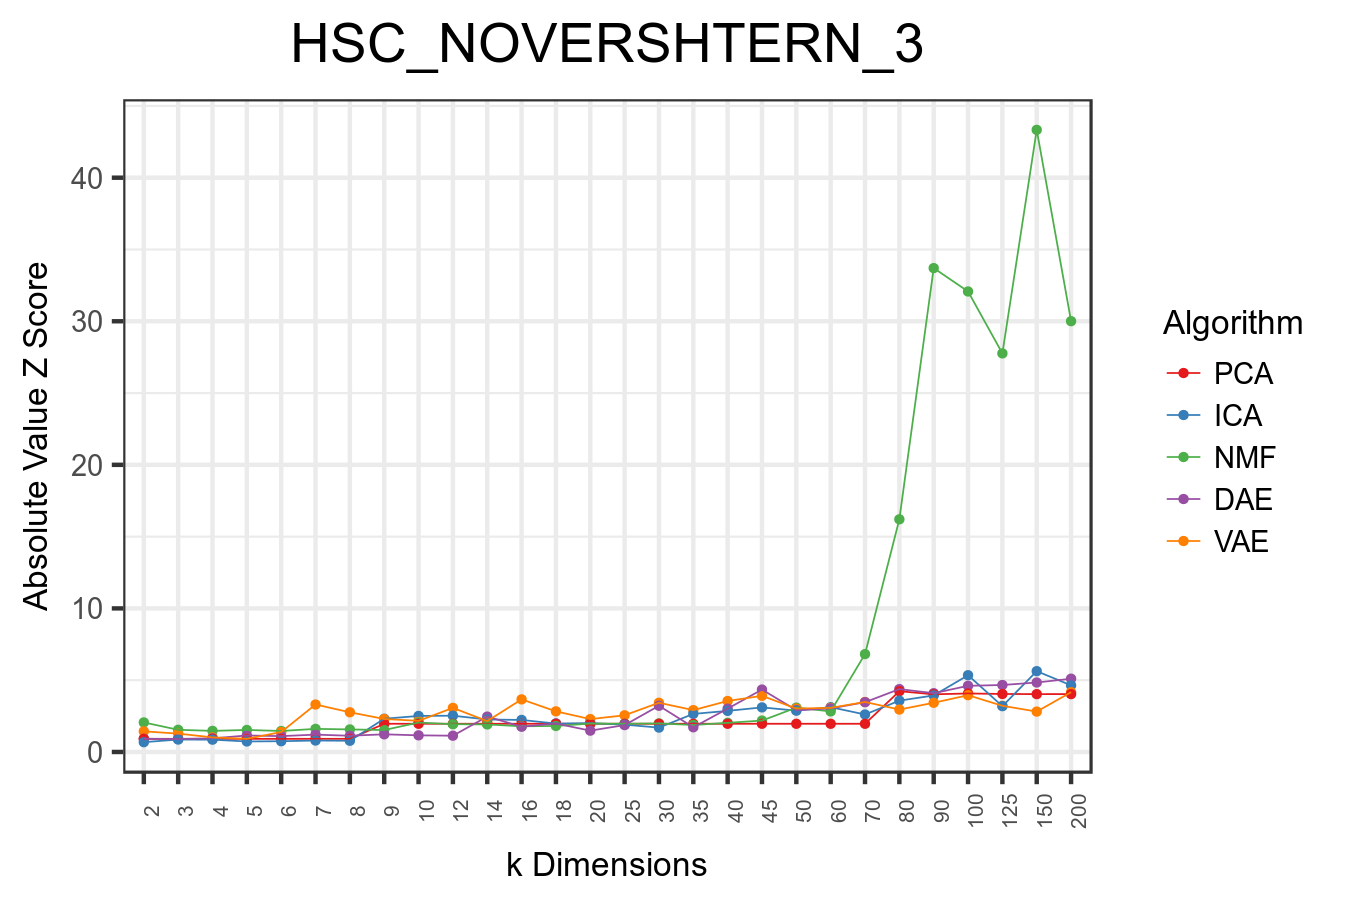 HSC_NOVERSHTERN_3
Absolute Value Z Score
40
30
20
10
0
2 3 4 5 6 7 8 9 10 12 14 16 18 20 25 30 35 40 45 50 60 70 80 90 100 125 150 200
k Dimensions
Algorithm
PCA
ICA
NMF
DAE
VAE